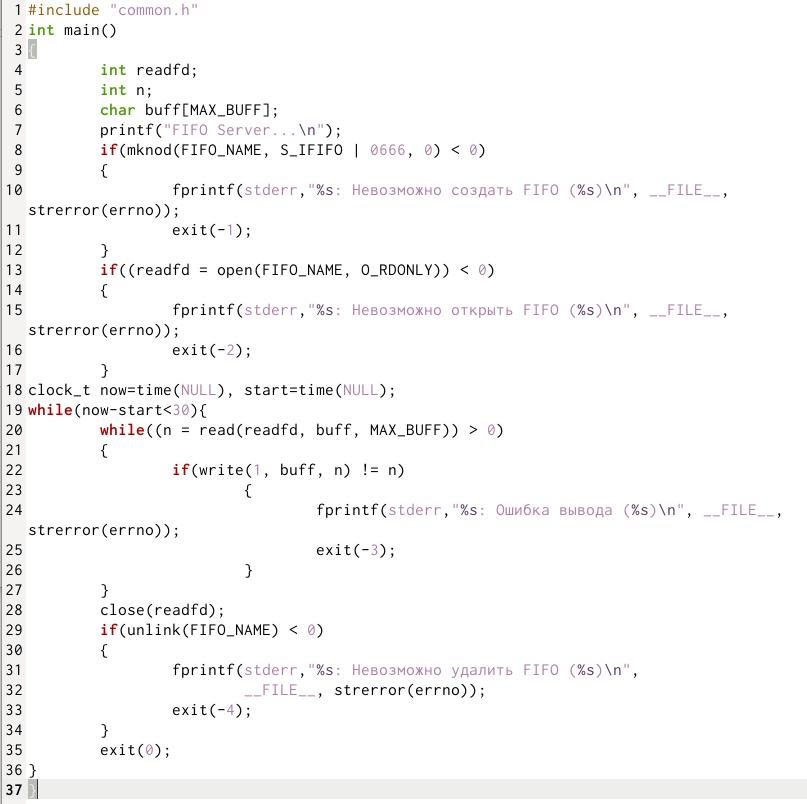 1 #include "common.h"
2 int main()
3 {
4 int readfd;
5 int n;
6 char buff[MAX_BUFF];
7 printf("FIFO Server...\n");
8 if(mknod(FIFO_NAME, S_IFIFO | 0666, 0) < 0)
9 {
10 fprintf(stderr,"%s: Невозможно создать FIFO (%s)\n", __FILE__,
strerror(errno));
11 exit(-1);
12 }
13 if((readfd = open(FIFO_NAME, O_RDONLY)) < 0)
14 {
15 fprintf(stderr,"%s: Невозможно открыть FIFO (%s)\n", __FILE__,
strerror(errno));
16 exit(-2);
17 }
18 clock_t now=time(NULL), start=time(NULL);
19 while(now-start<30){
20 while((n = read(readfd, buff, MAX_BUFF)) > 0)
21 {
22 if(write(1, buff, n) != n)
23 {
24 fprintf(stderr,"%s: Ошибка вывода (%s)\n", __FILE__,
strerror(errno));
25 exit(-3);
26 }
27 }
28 close(readfd);
29 if(unlink(FIFO_NAME) < 0)
30 {
31 fprintf(stderr,"%s: Невозможно удалить FIFO (%s)\n",
32 __FILE__, strerror(errno));
33 exit(-4);
34 }
35 exit(0);
36 }
37 }